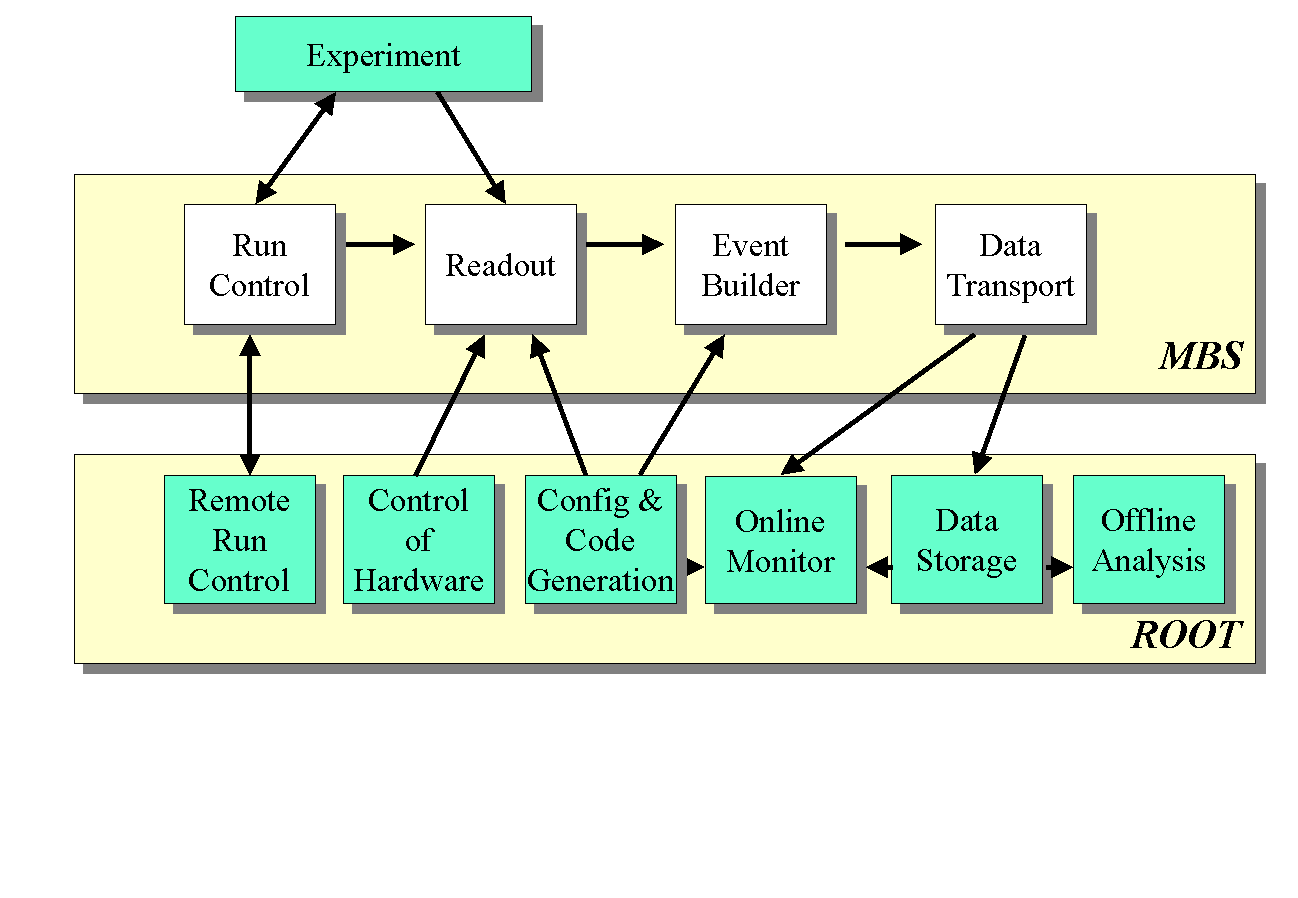 Experiment
Run
Control
Readout
Event
Builder
Data
Transport
MBS
Remote
Run
Control
Control
of
Hardware
Config &
Code
Generation
Online
Monitor
Data
Storage
Offline
Analysis
ROOT